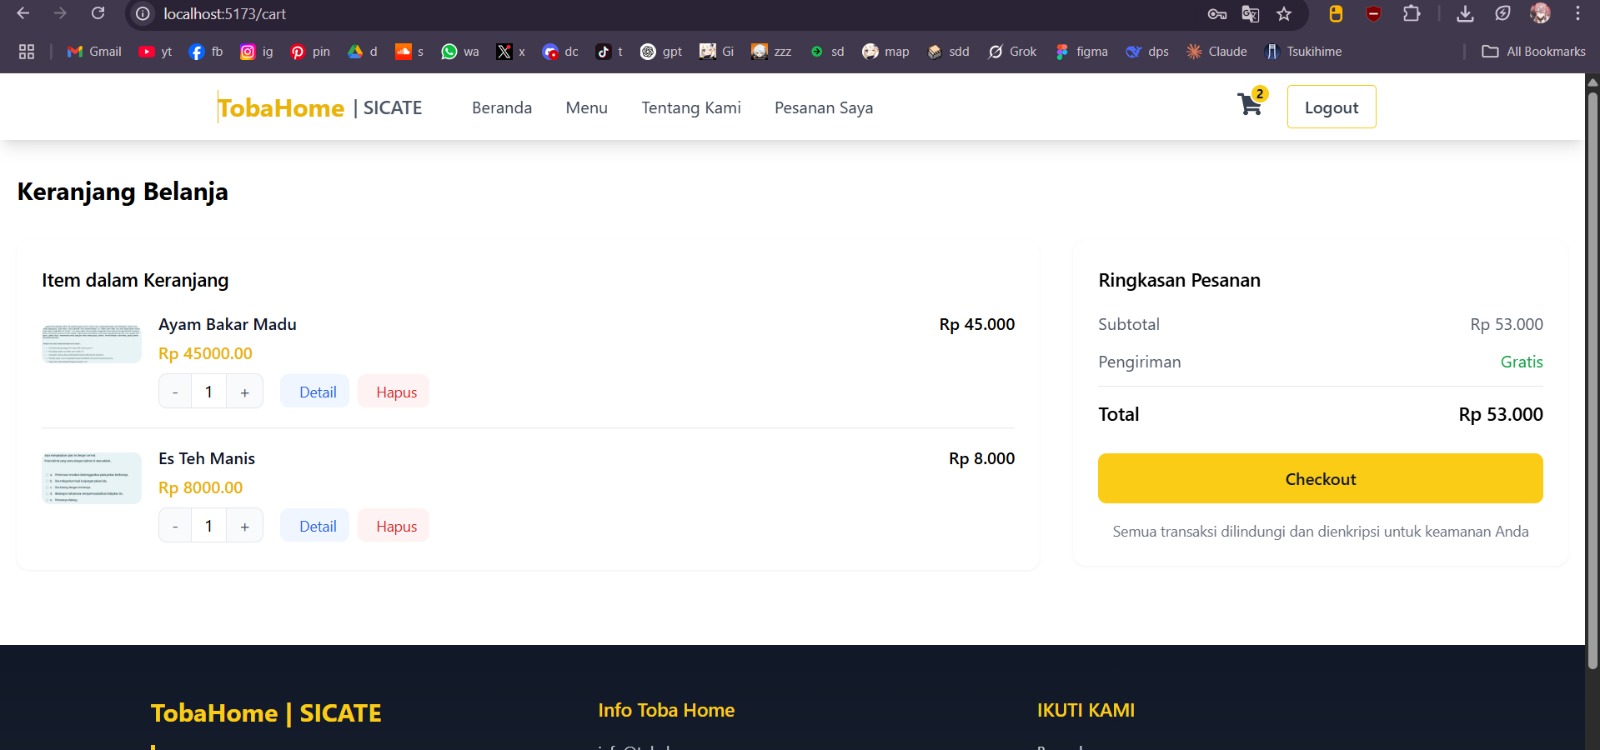 localhost:5173/cart
Gmail yt fb ig pin d s wa x dc t gpt Gi zzz sd map sdd Grok figma dps Claude Tsukihime All Bookmarks
TobaHome | SICATE Beranda Menu Tentang Kami Pesanan Saya 2 Logout
Keranjang Belanja
Item dalam Keranjang
Ayam Bakar Madu Rp 45.000
Rp 45000.00
- 1 + Detail Hapus
Es Teh Manis Rp 8.000
Rp 8000.00
- 1 + Detail Hapus
Ringkasan Pesanan
Subtotal Rp 53.000
Pengiriman Gratis
Total Rp 53.000
Checkout
Semua transaksi dilindungi dan dienkripsi untuk keamanan Anda
TobaHome | SICATE
Info Toba Home
IKUTI KAMI